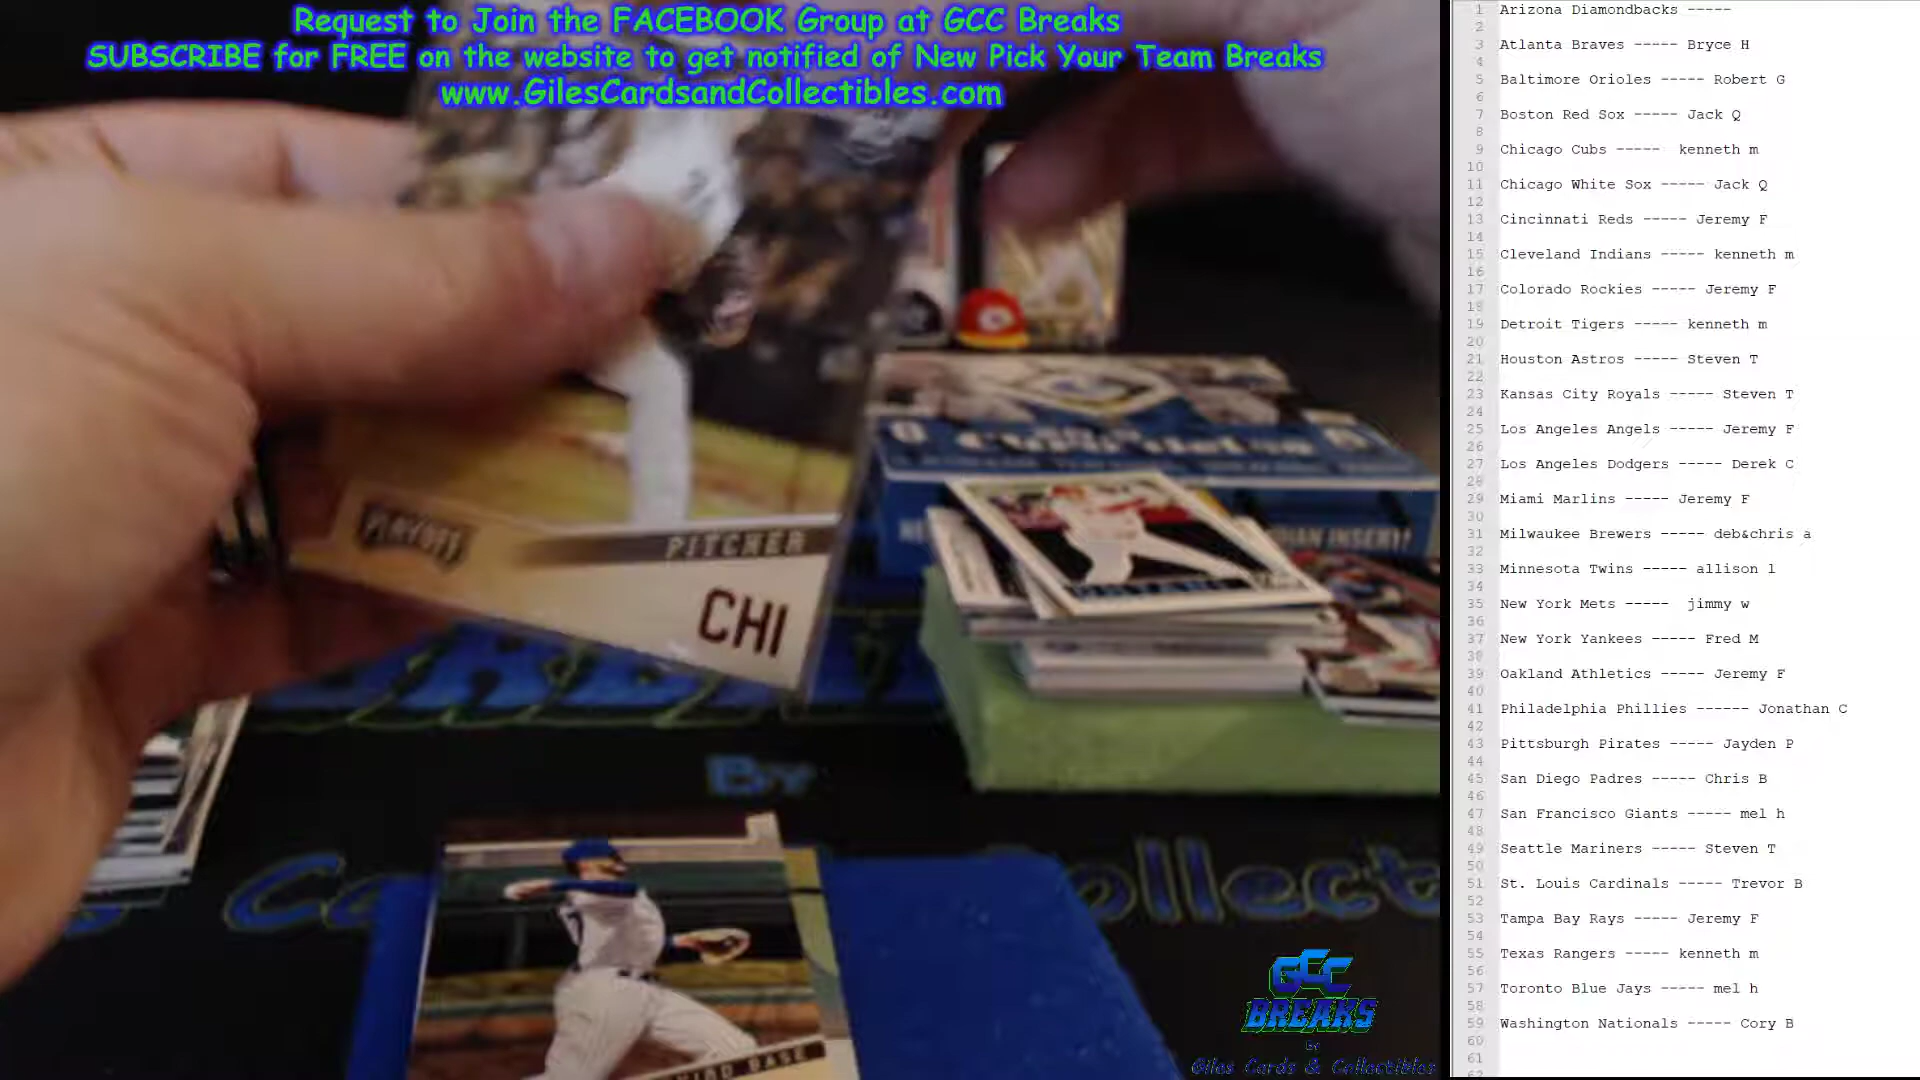 Request to Join the FACEBOOK Group at GCC Breaks
SUBSCRIBE for FREE on the website to get notified of New Pick Your Team Breaks
www.GilesCardsandCollectibles.com
PLAYOFF
PITCHER
CHI
BY
ollect
THIRD BASE
GCC
BREAKS
By
Giles Cards & Collectibles
1 Arizona Diamondbacks -----
2
3 Atlanta Braves ----- Bryce H
4
5 Baltimore Orioles ----- Robert G
6
7 Boston Red Sox ----- Jack Q
8
9 Chicago Cubs ----- kenneth m
10
11 Chicago White Sox ----- Jack Q
12
13 Cincinnati Reds ----- Jeremy F
14
15 Cleveland Indians ----- kenneth m
16
17 Colorado Rockies ----- Jeremy F
18
19 Detroit Tigers ----- kenneth m
20
21 Houston Astros ----- Steven T
22
23 Kansas City Royals ----- Steven T
24
25 Los Angeles Angels ----- Jeremy F
26
27 Los Angeles Dodgers ----- Derek C
28
29 Miami Marlins ----- Jeremy F
30
31 Milwaukee Brewers ----- deb&chris a
32
33 Minnesota Twins ----- allison l
34
35 New York Mets ----- jimmy w
36
37 New York Yankees ----- Fred M
38
39 Oakland Athletics ----- Jeremy F
40
41 Philadelphia Phillies ------ Jonathan C
42
43 Pittsburgh Pirates ----- Jayden P
44
45 San Diego Padres ----- Chris B
46
47 San Francisco Giants ----- mel h
48
49 Seattle Mariners ----- Steven T
50
51 St. Louis Cardinals ----- Trevor B
52
53 Tampa Bay Rays ----- Jeremy F
54
55 Texas Rangers ----- kenneth m
56
57 Toronto Blue Jays ----- mel h
58
59 Washington Nationals ----- Cory B
60
61
62